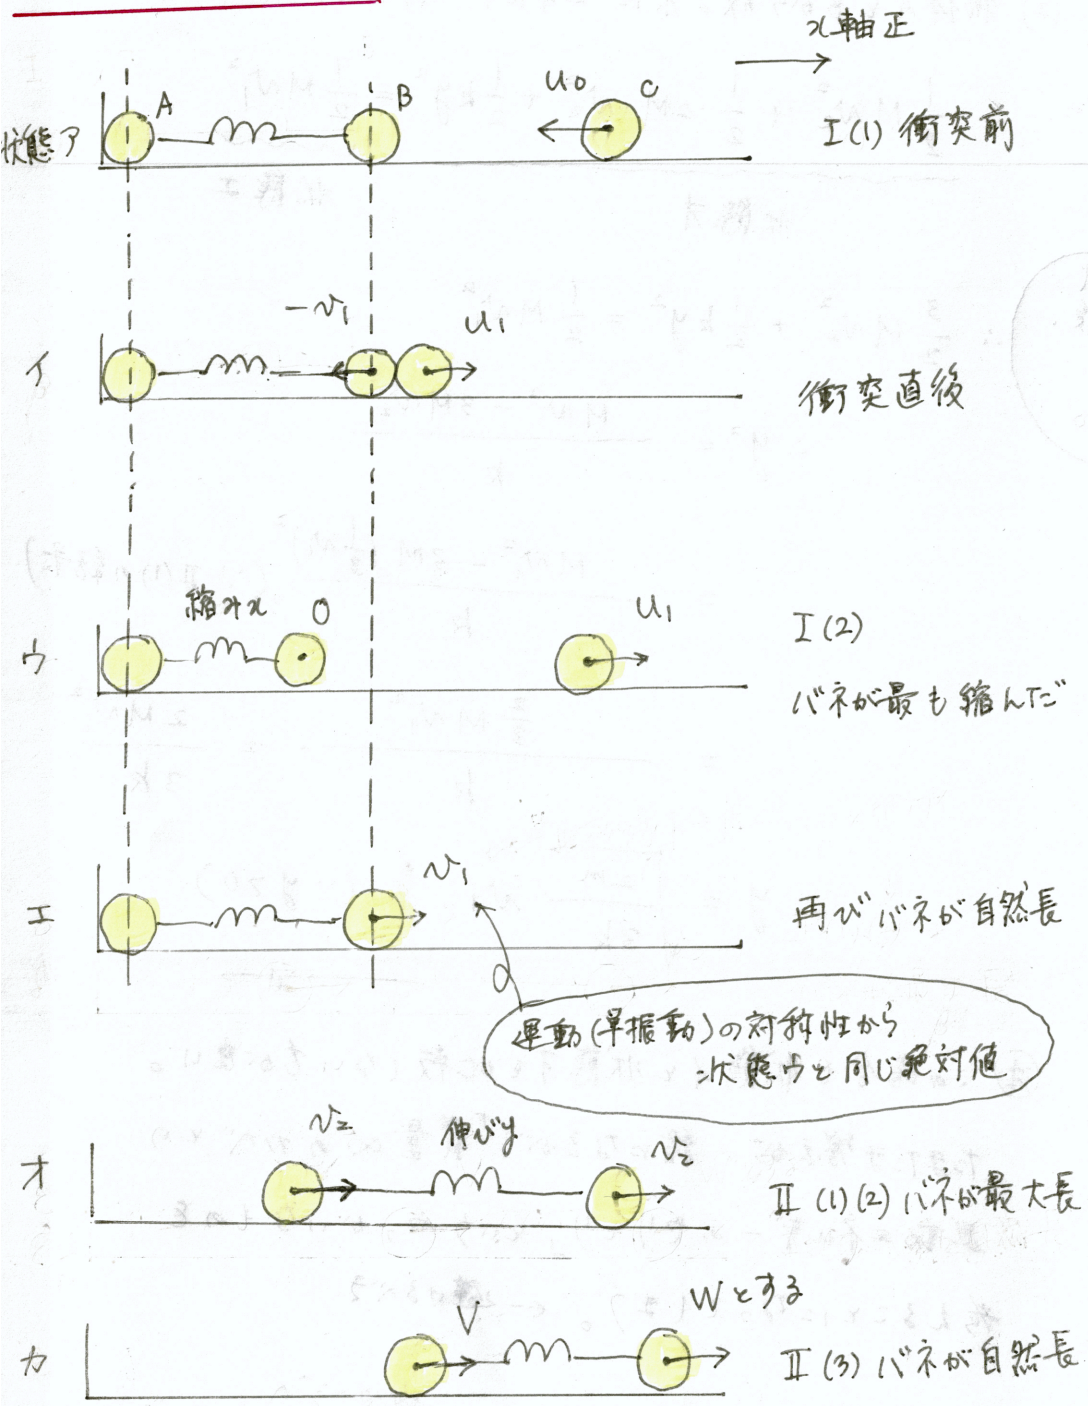 x軸正
状態ア
A
B
u₀
C
I(1) 衝突前
イ
-v₁
u₁
衝突直後
ウ
縮みx
O
u₁
I(2)
バネが最も縮んだ
エ
v₁
再びバネが自然長
運動(単振動)の対称性から
状態ウと同じ絶対値
オ
v₂
伸びy
v₂
II(1)(2) バネが最大長
カ
V
Wとする
II(3) バネが自然長